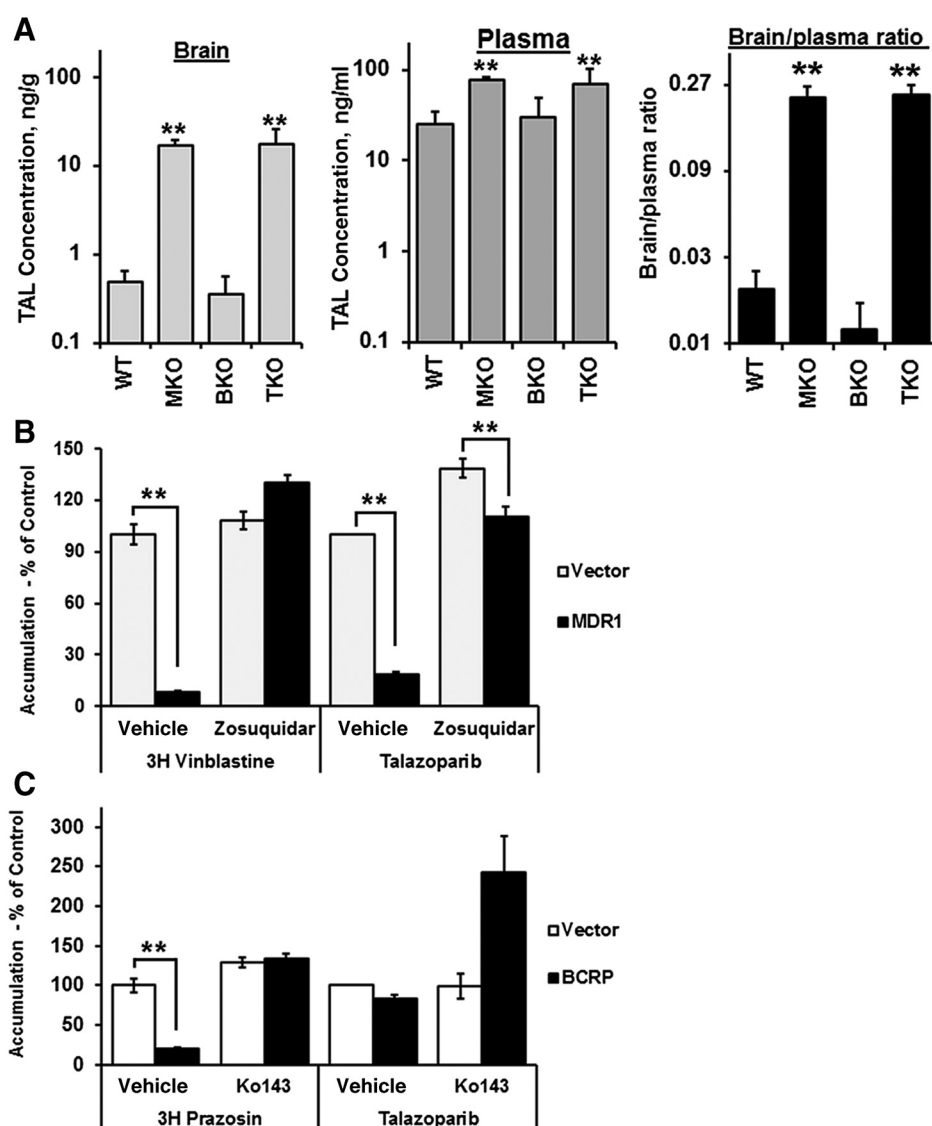 A
Brain
TAL Concentration, ng/g
100
10
1
0.1
**
**
WT
MKO
BKO
TKO
Plasma
TAL Concentration, ng/ml
100
10
1
0.1
**
**
WT
MKO
BKO
TKO
Brain/plasma ratio
Brain/plasma ratio
0.27
0.09
0.03
0.01
**
**
WT
MKO
BKO
TKO
B
Accumulation - % of Control
150
120
90
60
30
0
**
**
**
Vector
MDR1
Vehicle
Zosuquidar
Vehicle
Zosuquidar
3H Vinblastine
Talazoparib
C
Accumulation - % of Control
300
250
200
150
100
50
0
**
Vector
BCRP
Vehicle
Ko143
Vehicle
Ko143
3H Prazosin
Talazoparib